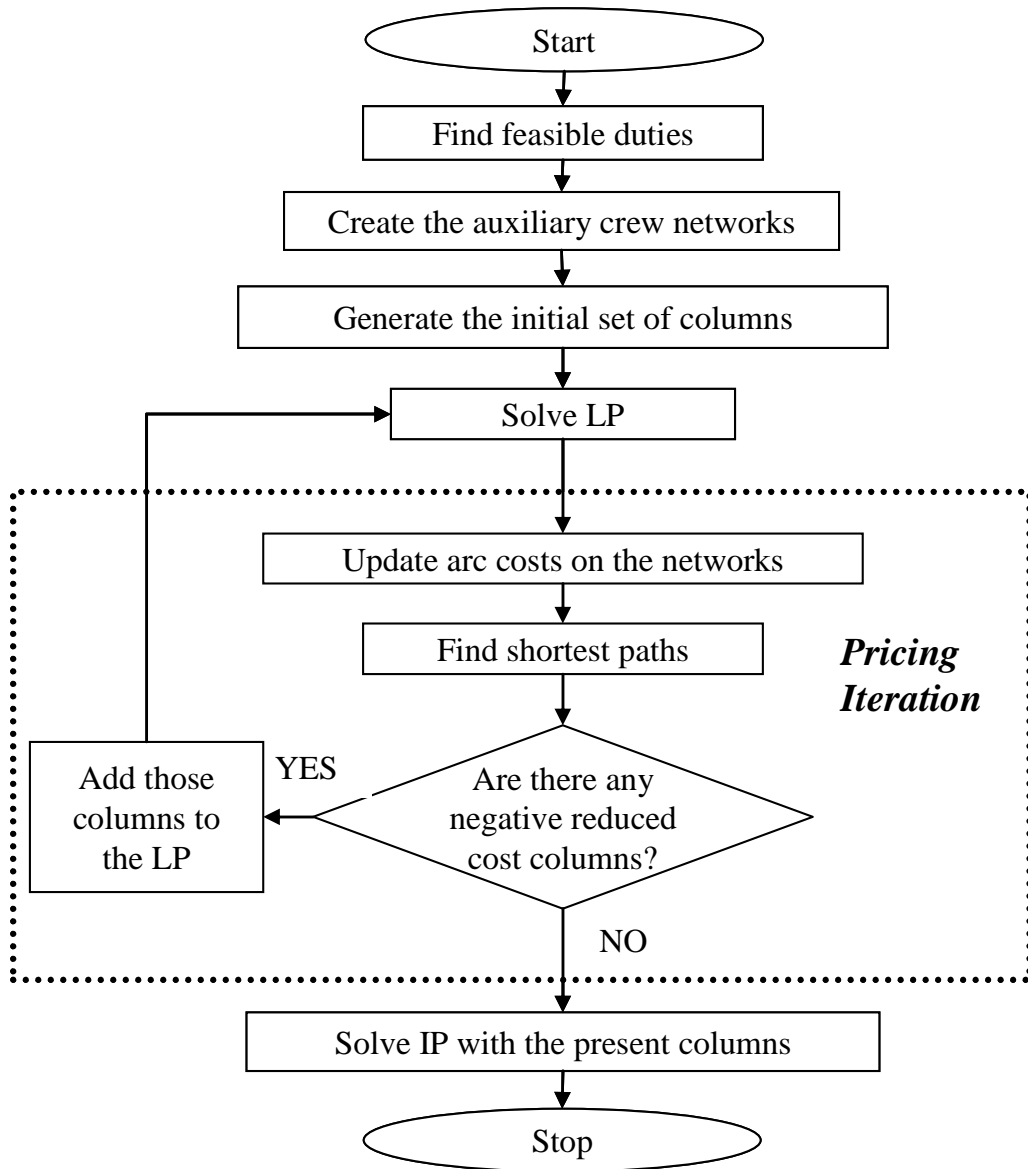 Start
Find feasible duties
Create the auxiliary crew networks
Generate the initial set of columns
Solve LP
Update arc costs on the networks
Find shortest paths
Pricing
Iteration
Add those
columns to
the LP
YES
Are there any
negative reduced
cost columns?
NO
Solve IP with the present columns
Stop